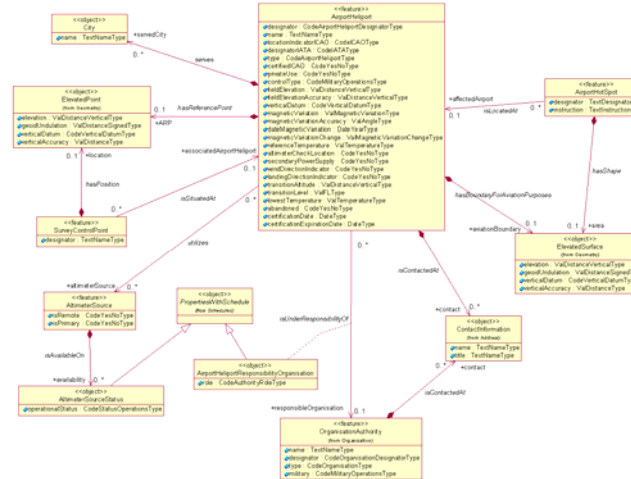 <<object>>
City
name : TextNameType
+servedCity
0..*
serves
<<feature>>
AirportHeliport
designator : CodeAirportHeliportDesignatorType
name : TextNameType
locationIndicatorICAO : CodeICAOType
designatorIATA : CodeIATAType
type : CodeAirportHeliportType
certifiedICAO : CodeYesNoType
privateUse : CodeYesNoType
controlType : CodeMilitaryOperationsType
fieldElevation : ValDistanceVerticalType
fieldElevationAccuracy : ValDistanceVerticalType
verticalDatum : CodeVerticalDatumType
magneticVariation : ValMagneticVariationType
magneticVariationAccuracy : ValAngleType
dateMagneticVariation : DateYearType
magneticVariationChange : ValMagneticVariationChangeType
referenceTemperature : ValTemperatureType
altimeterCheckLocation : CodeYesNoType
secondaryPowerSupply : CodeYesNoType
windDirectionIndicator : CodeYesNoType
landingDirectionIndicator : CodeYesNoType
transitionAltitude : ValDistanceVerticalType
transitionLevel : ValFLType
lowestTemperature : ValTemperatureType
abandoned : CodeYesNoType
certificationDate : DateType
certificationExpirationDate : DateType
<<object>>
ElevatedPoint
(from Geometry)
elevation : ValDistanceVerticalType
geoidUndulation : ValDistanceSignedType
verticalDatum : CodeVerticalDatumType
verticalAccuracy : ValDistanceType
hasReferencePoint
0..1
+ARP
0..1
+location
hasPosition
<<feature>>
SurveyControlPoint
designator : TextNameType
+associatedAirportHeliport
0..1
isSituatedAt
0..*
<<feature>>
AirportHotSpot
designator : TextDesignator
instruction : TextInstruction
+affectedAirport
0..1
isLocatedAt
0..*
hasShape
0..1
+area
hasBoundaryForAviationPurposes
0..1
+aviationBoundary
<<object>>
ElevatedSurface
(from Geometry)
elevation : ValDistanceVerticalType
geoidUndulation : ValDistanceSigned
verticalDatum : CodeVerticalDatumType
verticalAccuracy : ValDistanceType
0..*
utilizes
+altimeterSource
0..*
<<feature>>
AltimeterSource
isRemote : CodeYesNoType
isPrimary : CodeYesNoType
isAvailableOn
+availability
0..*
<<object>>
AltimeterSourceStatus
operationalStatus : CodeStatusOperationsType
<<object>>
PropertiesWithSchedule
(from Schedules)
<<object>>
AirportHeliportResponsibilityOrganisation
role : CodeAuthorityRoleType
0..*
isUnderResponsibilityOf
+responsibleOrganisation
0..1
isContactedAt
+contact
0..*
<<object>>
ContactInformation
(from Address)
name : TextNameType
title : TextNameType
+contact
0..*
isContactedAt
<<feature>>
OrganisationAuthority
(from Organisation)
name : TextNameType
designator : CodeOrganisationDesignatorType
type : CodeOrganisationType
military : CodeMilitaryOperationsType